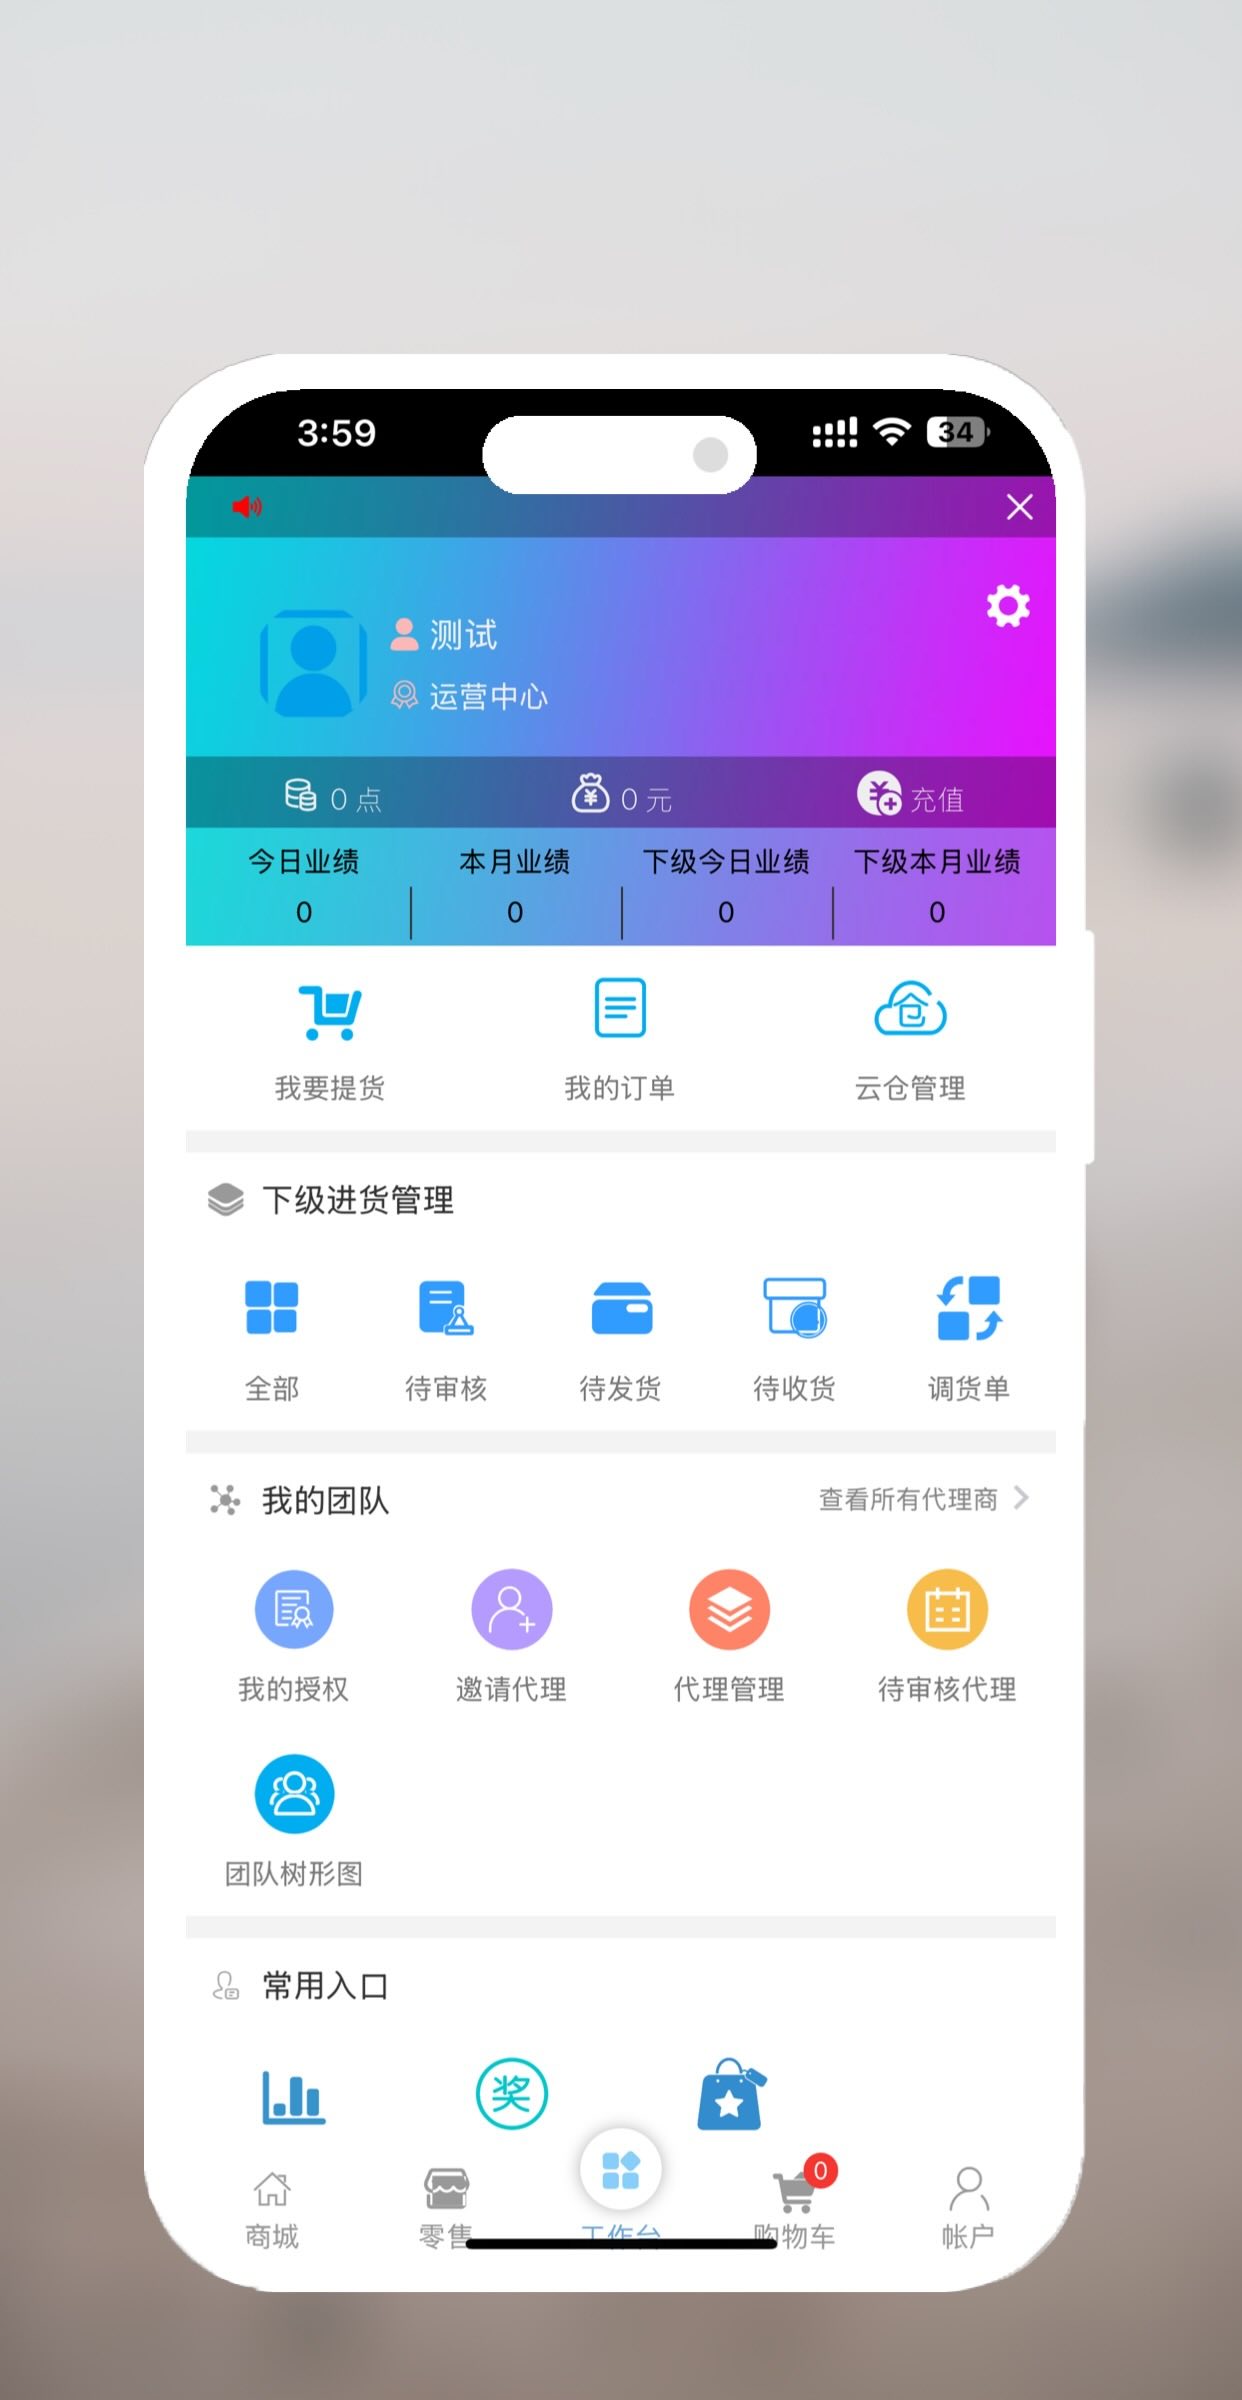 3:59
34
测试
运营中心
0 点
0 元
充值
今日业绩 本月业绩 下级今日业绩 下级本月业绩
0 0 0 0
我要提货 我的订单 云仓管理
下级进货管理
全部 待审核 待发货 待收货 调货单
我的团队 查看所有代理商
我的授权 邀请代理 代理管理 待审核代理
团队树形图
常用入口
奖
0
商城 零售 工作台 购物车 帐户